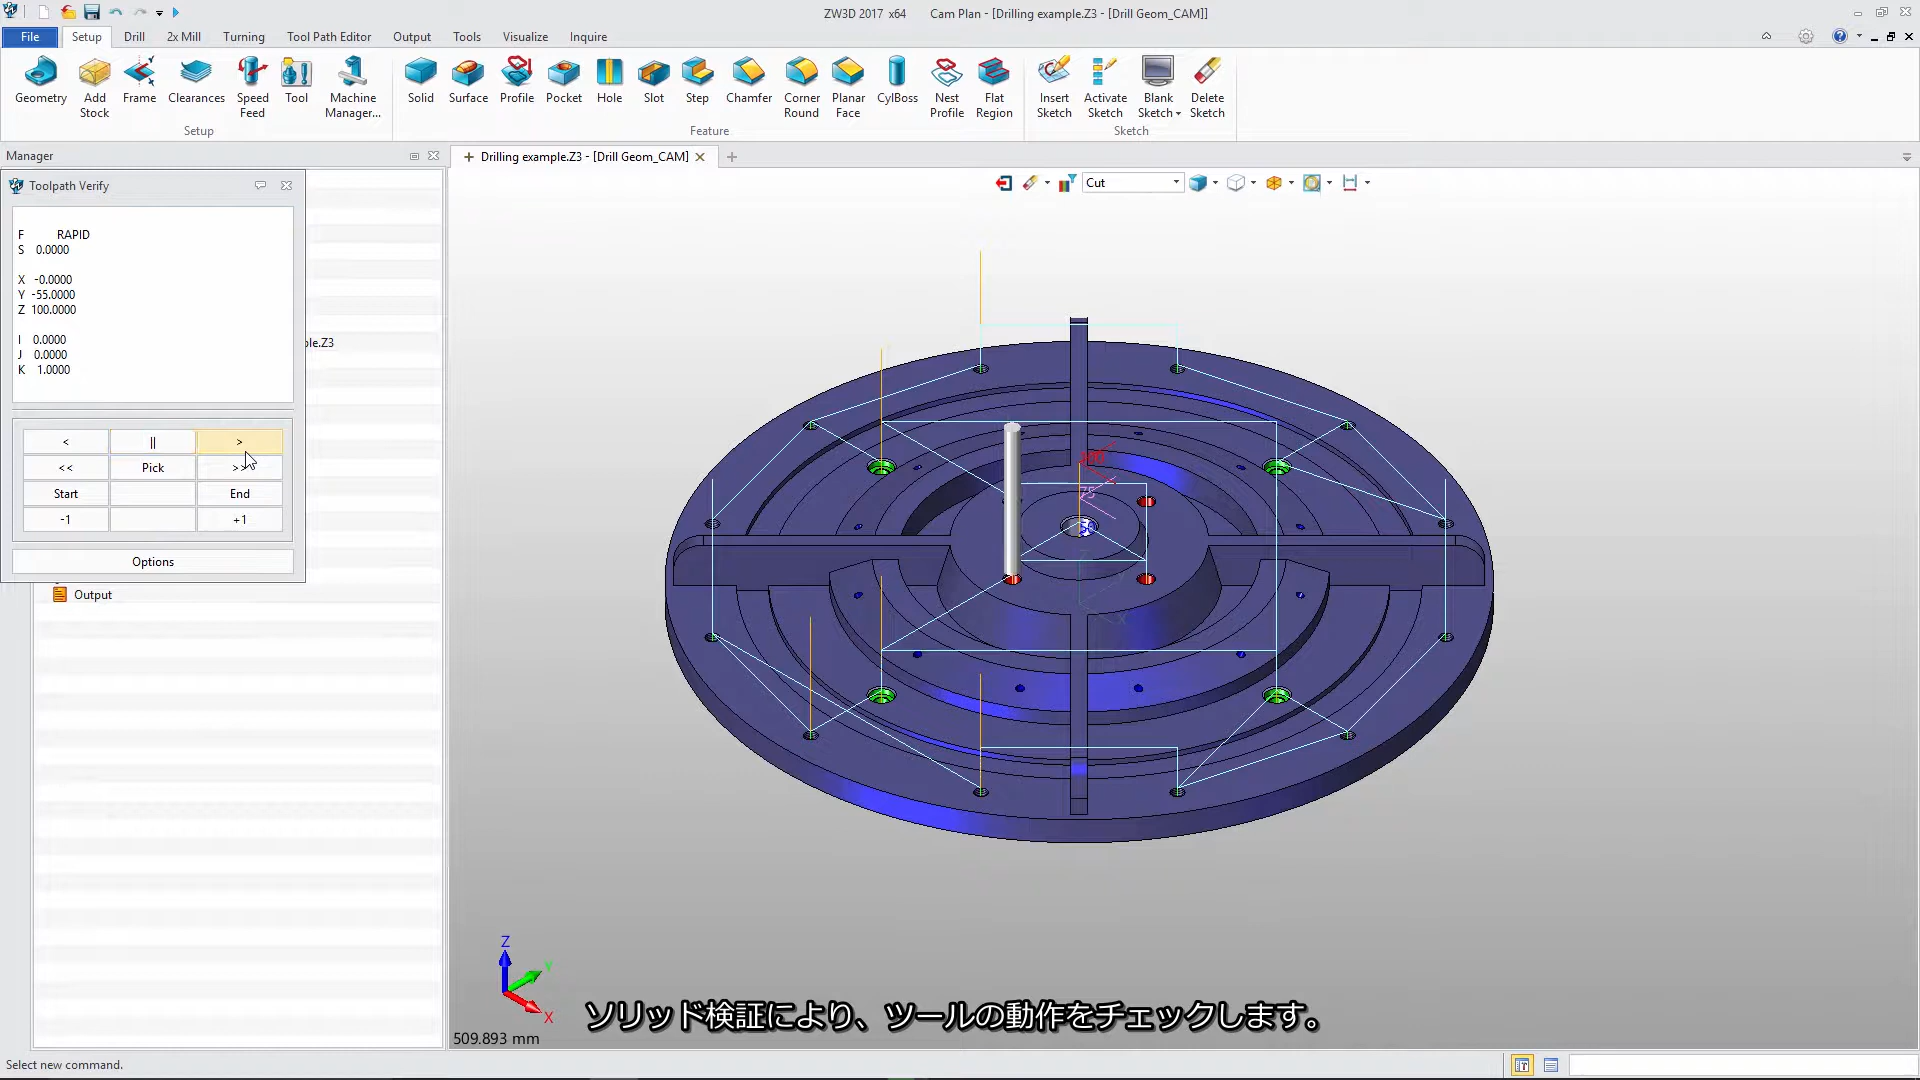 ZW3D 2017 x64 Cam Plan - [Drilling example.Z3 - [Drill Geom_CAM]]
File Setup Drill 2x Mill Turning Tool Path Editor Output Tools Visualize Inquire
Geometry Add Stock Frame Clearances Speed Feed Tool Machine Manager...
Setup
Solid Surface Profile Pocket Hole Slot Step Chamfer Corner Round Planar Face CylBoss Nest Profile Flat Region
Feature
Insert Sketch Activate Sketch Blank Sketch Delete Sketch
Sketch
Manager
Drilling example.Z3 - [Drill Geom_CAM]
Toolpath Verify
Cut
F RAPID
S 0.0000
X -0.0000
Y -55.0000
Z 100.0000
I 0.0000
J 0.0000
K 1.0000
ple.Z3
< || >
<< Pick >>
Start End
-1 +1
Options
Output
100
75
Z
Y
X
ソリッド検証により、ツールの動作をチェックします。
509.893 mm
Select new command.